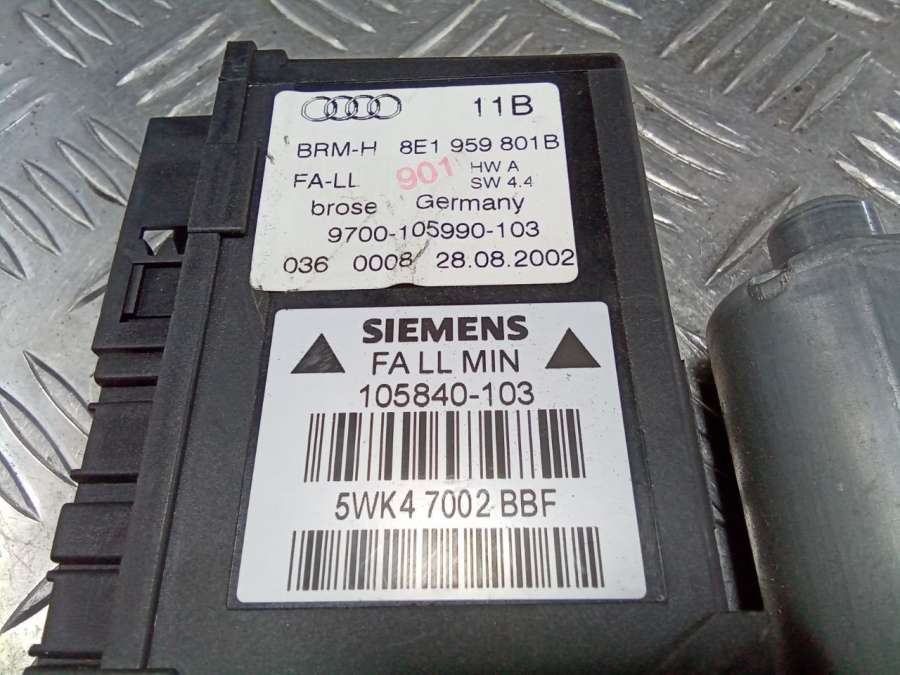 11B
BRM-H 8E1 959 801B
FA-LL 901 HW A
SW 4.4
brose Germany
9700-105990-103
036 0008 28.08.2002
SIEMENS
FA LL MIN
105840-103
5WK4 7002 BBF